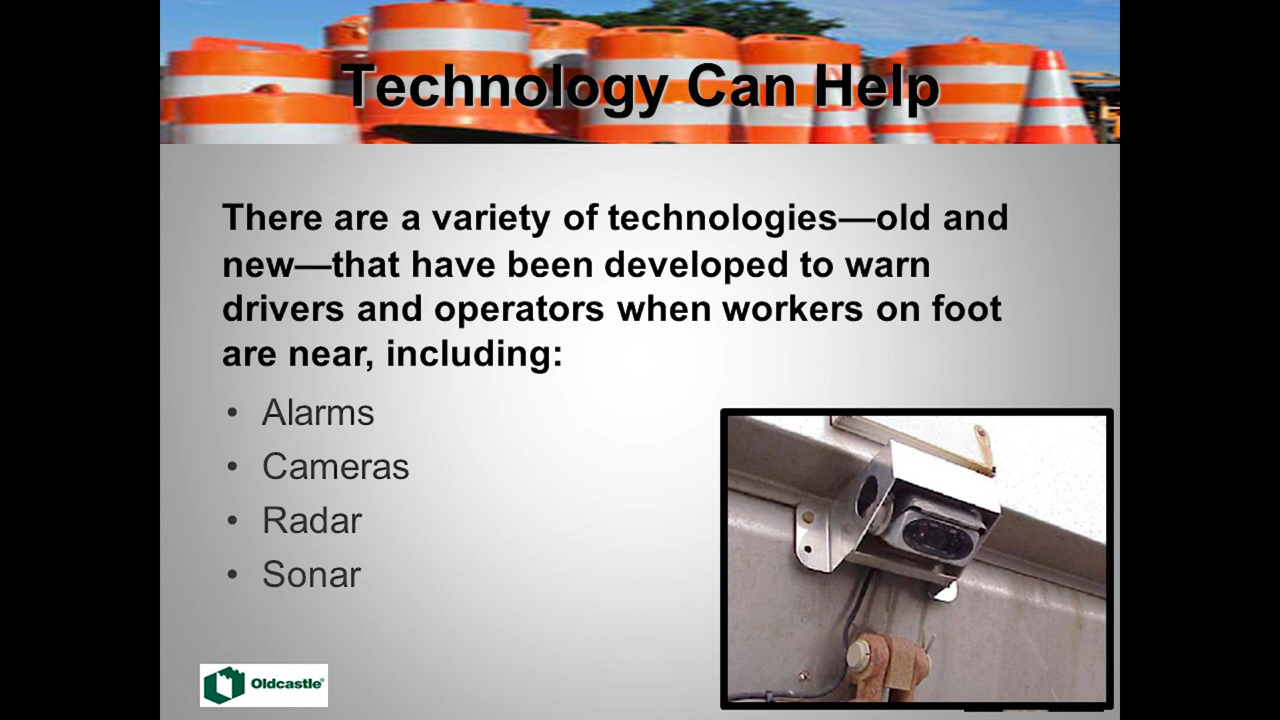 Technology Can Help
There are a variety of technologies—old and
new—that have been developed to warn
drivers and operators when workers on foot
are near, including:
• Alarms
• Cameras
• Radar
• Sonar
Oldcastle®